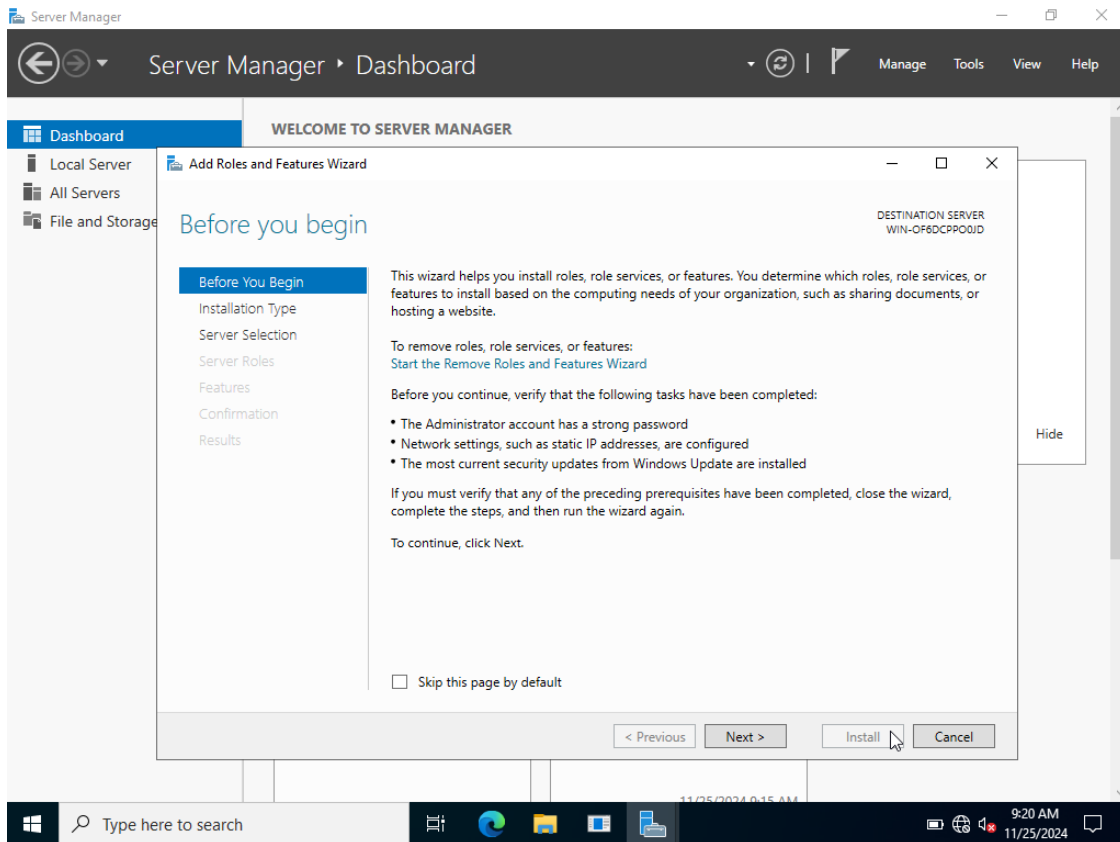 Server Manager
Server Manager ‣ Dashboard
Manage Tools View Help
Dashboard
Local Server
All Servers
File and Storage
WELCOME TO SERVER MANAGER
Add Roles and Features Wizard
Before you begin
DESTINATION SERVER
WIN-OF6DCPPO0JD
Before You Begin
Installation Type
Server Selection
Server Roles
Features
Confirmation
Results
This wizard helps you install roles, role services, or features. You determine which roles, role services, or
features to install based on the computing needs of your organization, such as sharing documents, or
hosting a website.
To remove roles, role services, or features:
Start the Remove Roles and Features Wizard
Before you continue, verify that the following tasks have been completed:
• The Administrator account has a strong password
• Network settings, such as static IP addresses, are configured
• The most current security updates from Windows Update are installed
If you must verify that any of the preceding prerequisites have been completed, close the wizard,
complete the steps, and then run the wizard again.
To continue, click Next.
Skip this page by default
< Previous Next > Install Cancel
Hide
11/25/2024 9:15 AM
Type here to search
9:20 AM
11/25/2024